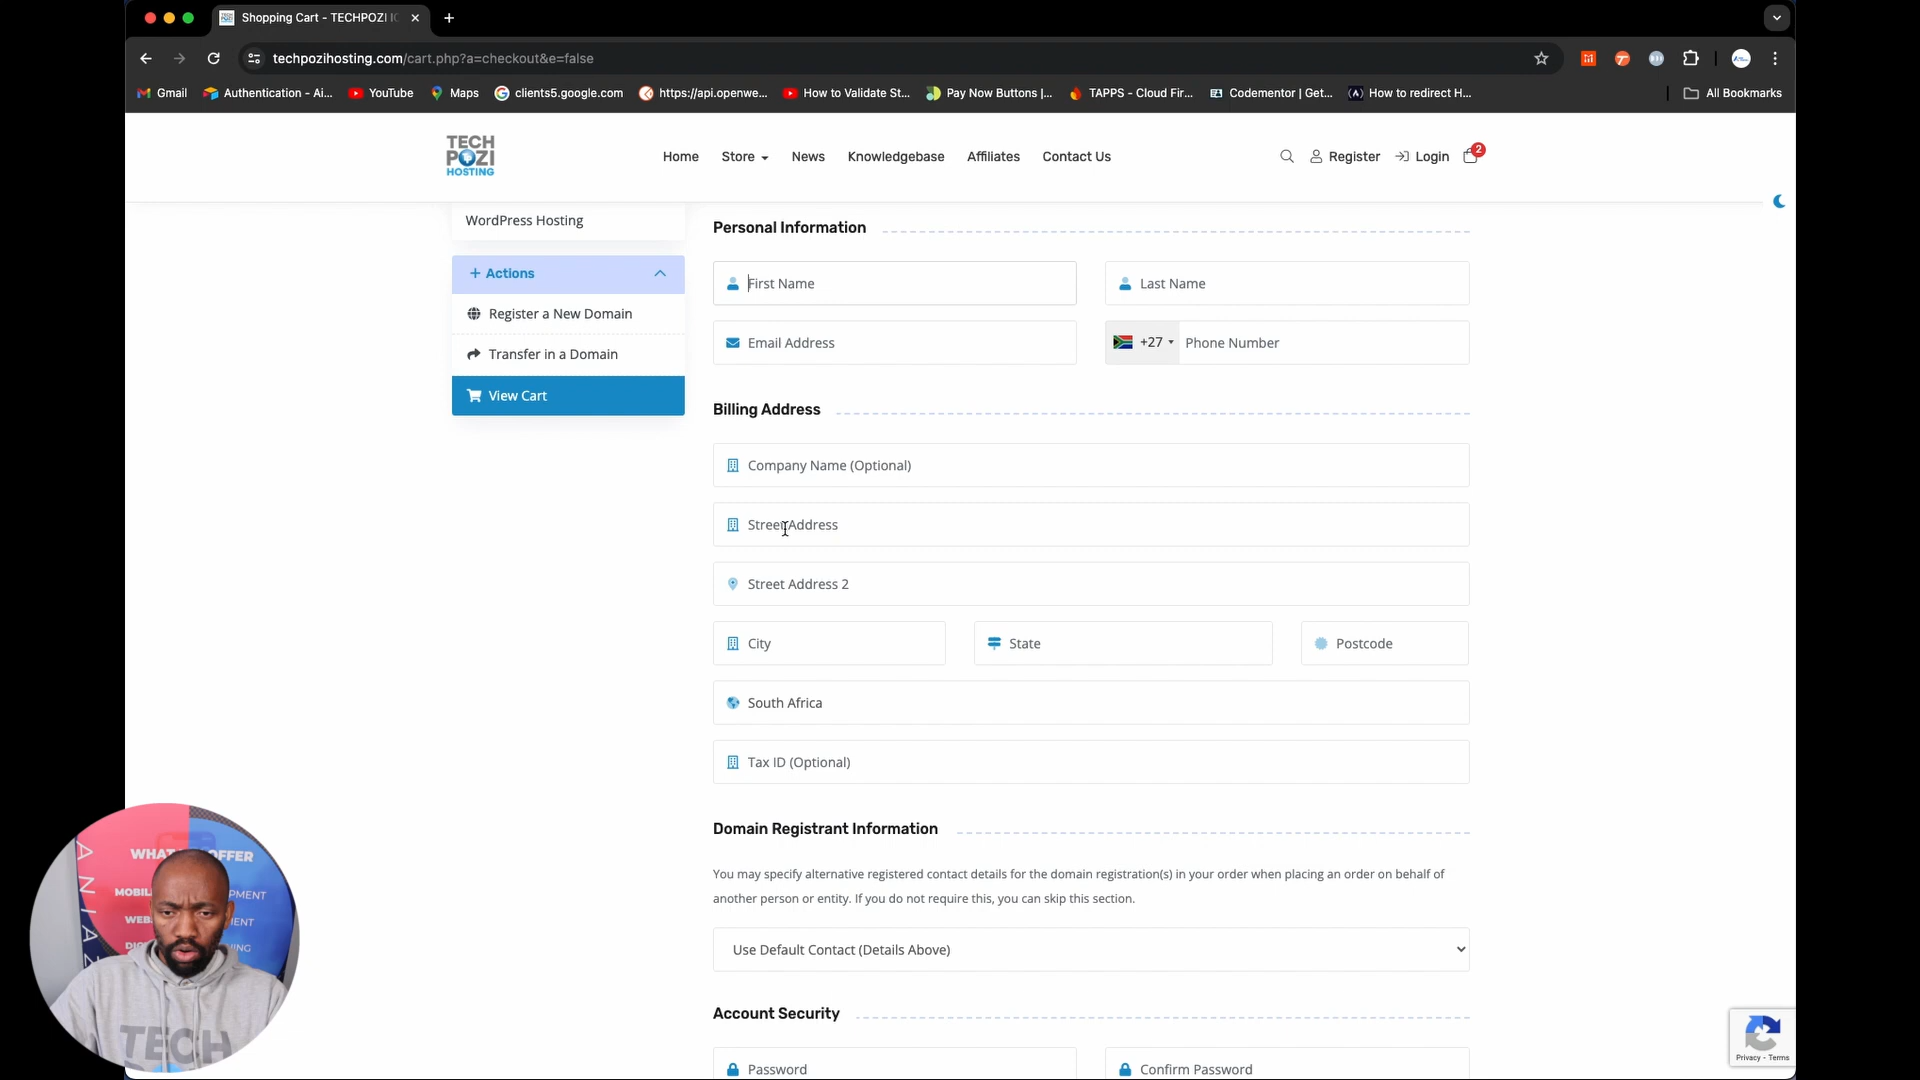 Shopping Cart - TECHPOZI
techpozihosting.com/cart.php?a=checkout&e=false
Gmail
Authentication - Ai...
YouTube
Maps
clients5.google.com
https://api.openwe...
How to Validate St...
Pay Now Buttons |...
TAPPS - Cloud Fir...
Codementor | Get...
How to redirect H...
All Bookmarks
TECH
POZI
HOSTING
Home
Store
News
Knowledgebase
Affiliates
Contact Us
Register
Login
2
WordPress Hosting
Actions
Register a New Domain
Transfer in a Domain
View Cart
Personal Information
First Name
Last Name
Email Address
+27
Phone Number
Billing Address
Company Name (Optional)
Street Address
Street Address 2
City
State
Postcode
South Africa
Tax ID (Optional)
Domain Registrant Information
You may specify alternative registered contact details for the domain registration(s) in your order when placing an order on behalf of
another person or entity. If you do not require this, you can skip this section.
Use Default Contact (Details Above)
Account Security
Password
Confirm Password
Privacy - Terms
TECH